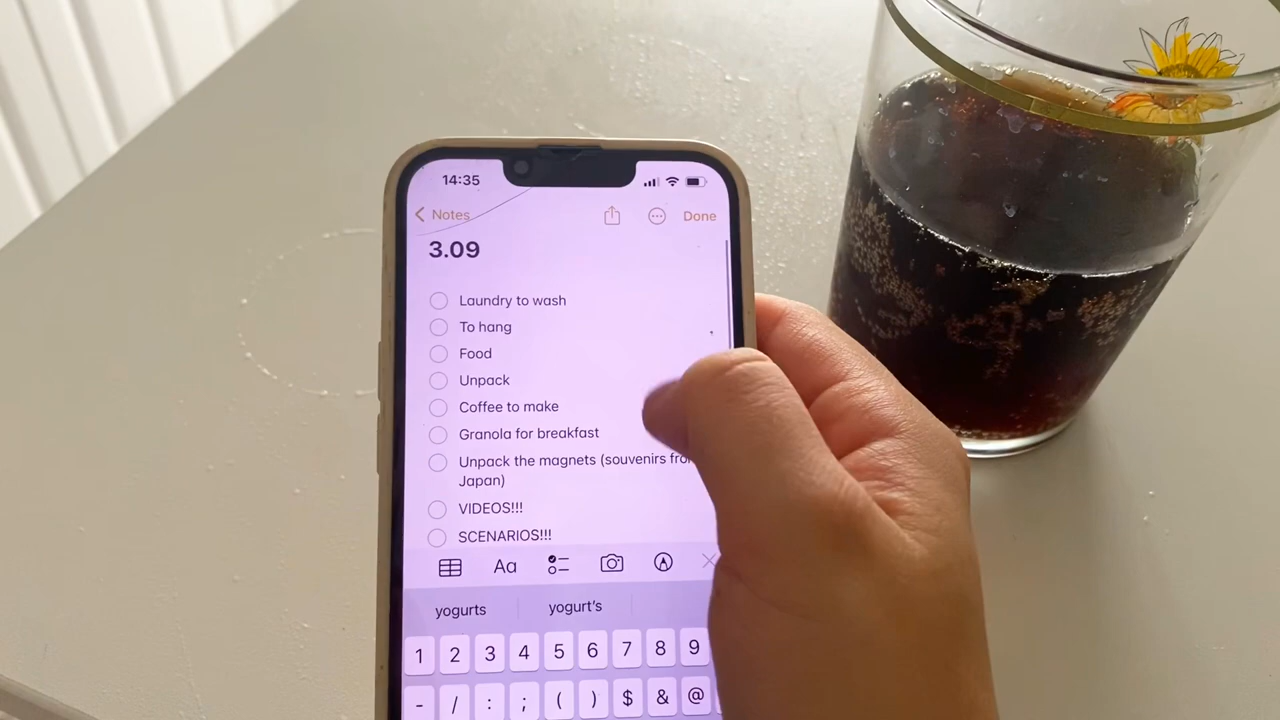 14:35
Notes
Done
3.09
Laundry to wash
To hang
Food
Unpack
Coffee to make
Granola for breakfast
Unpack the magnets (souvenirs from
Japan)
VIDEOS!!!
SCENARIOS!!!
Aa
yogurts yogurt's
1 2 3 4 5 6 7 8 9
- / : ; ( ) $ & @